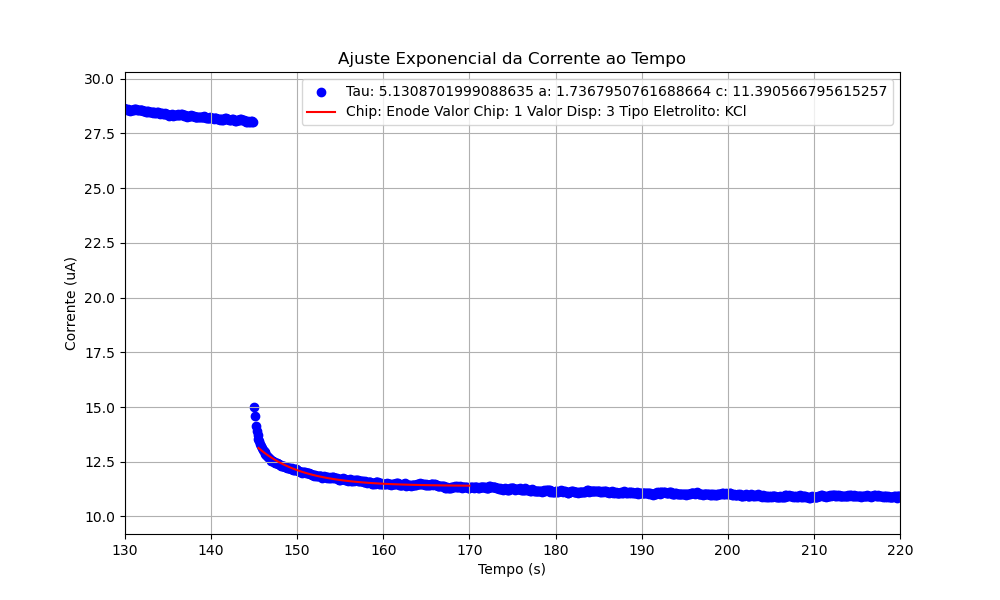 Ajuste Exponencial da Corrente ao Tempo
Tau: 5.1308701999088635 a: 1.7367950761688664 c: 11.390566795615257
Chip: Enode Valor Chip: 1 Valor Disp: 3 Tipo Eletrolito: KCl
30.0
27.5
25.0
22.5
20.0
17.5
15.0
12.5
10.0
Corrente (uA)
130 140 150 160 170 180 190 200 210 220
Tempo (s)